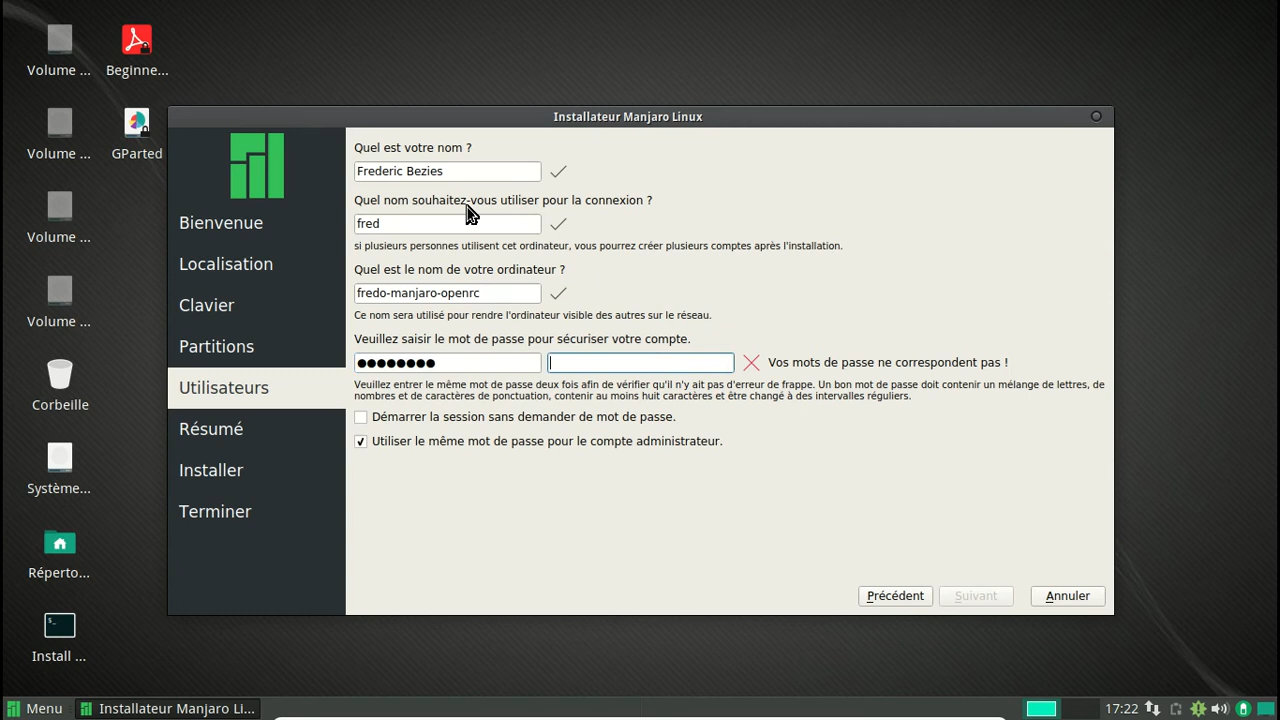 Volume ...
Beginne...
Volume ...
GParted
Volume ...
Volume ...
Corbeille
Système...
Réperto...
Install ...
Installateur Manjaro Linux
Bienvenue
Localisation
Clavier
Partitions
Utilisateurs
Résumé
Installer
Terminer
Quel est votre nom ?
Frederic Bezies
Quel nom souhaitez-vous utiliser pour la connexion ?
fred
si plusieurs personnes utilisent cet ordinateur, vous pourrez créer plusieurs comptes après l'installation.
Quel est le nom de votre ordinateur ?
fredo-manjaro-openrc
Ce nom sera utilisé pour rendre l'ordinateur visible des autres sur le réseau.
Veuillez saisir le mot de passe pour sécuriser votre compte.
●●●●●●●●
Vos mots de passe ne correspondent pas !
Veuillez entrer le même mot de passe deux fois afin de vérifier qu'il n'y ait pas d'erreur de frappe. Un bon mot de passe doit contenir un mélange de lettres, de
nombres et de caractères de ponctuation, contenir au moins huit caractères et être changé à des intervalles réguliers.
Démarrer la session sans demander de mot de passe.
Utiliser le même mot de passe pour le compte administrateur.
Précédent
Suivant
Annuler
Menu
Installateur Manjaro Li...
17:22